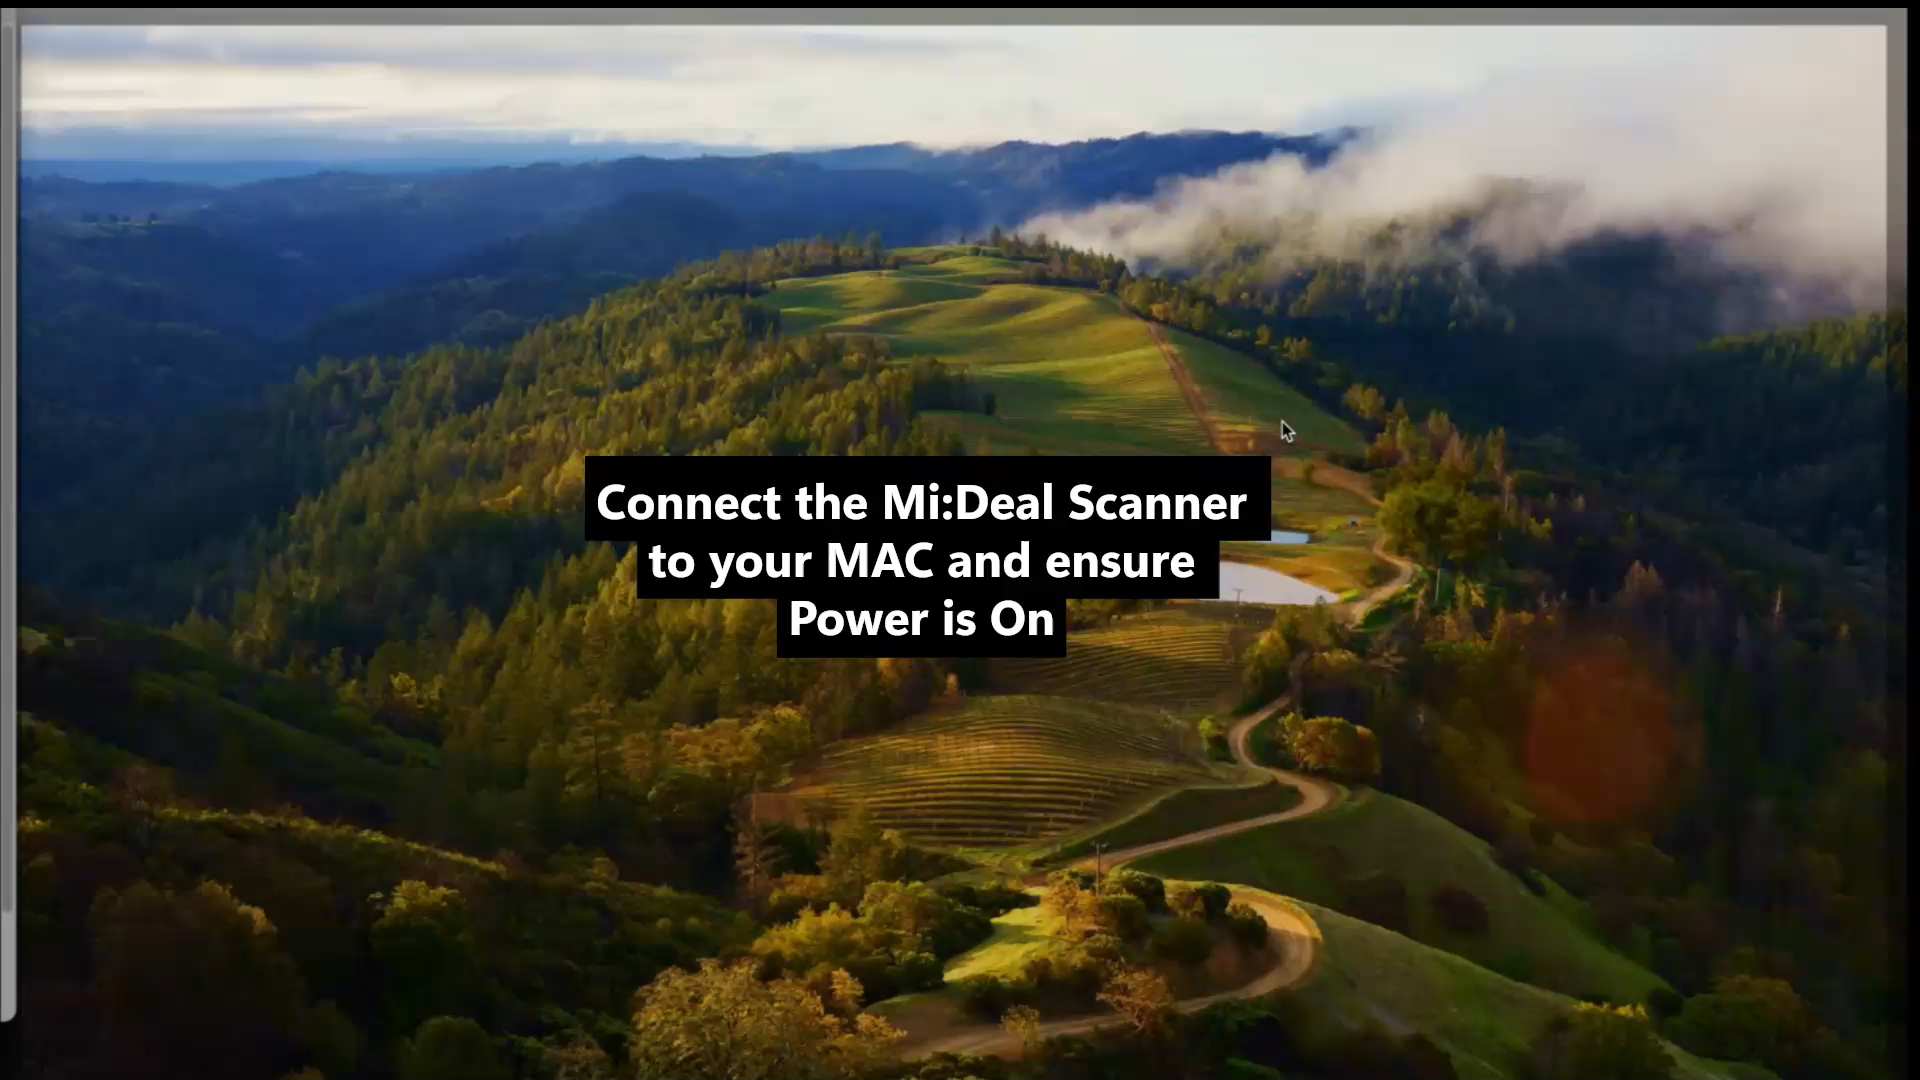 Connect the Mi:Deal Scanner
to your MAC and ensure
Power is On